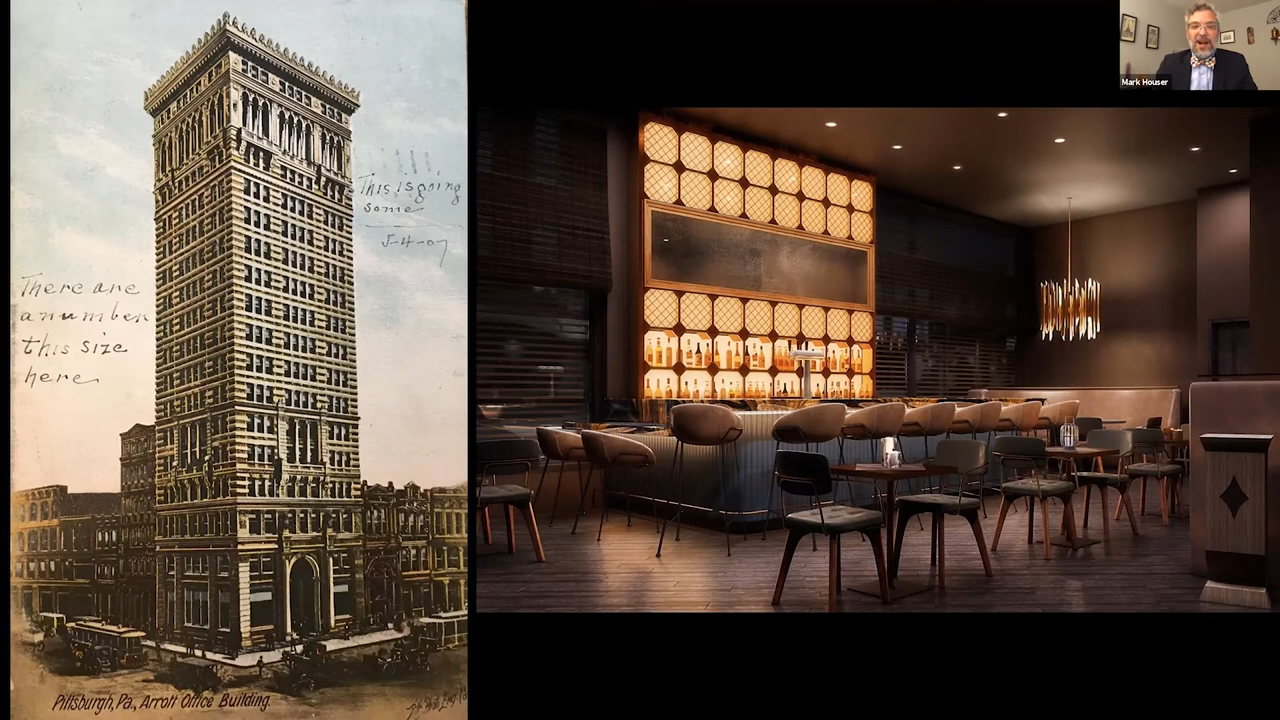 Mark Houser
This is going
some
5-4-07
There are
a number
this size
here
Pittsburgh, Pa., Arrott Office Building.